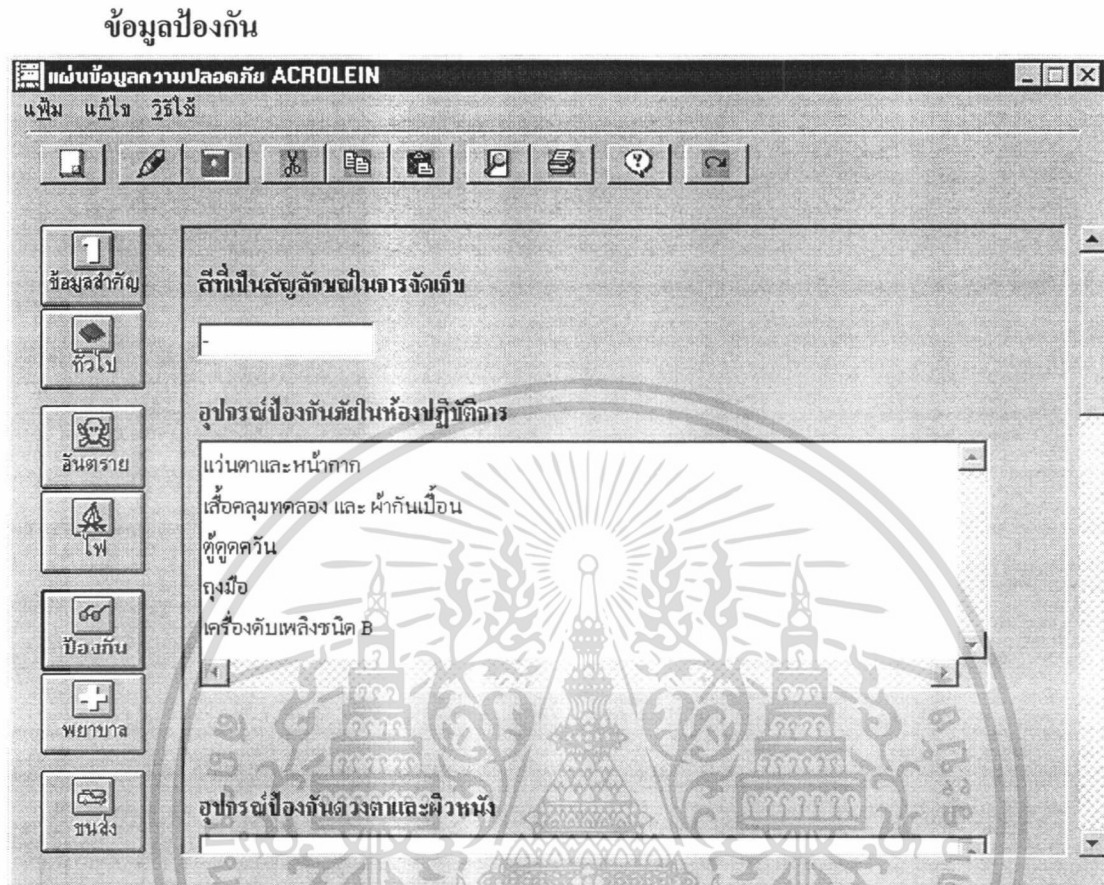 ข้อมูลป้องกัน
แผ่นข้อมูลความปลอดภัย ACROLEIN
แฟ้ม แก้ไข วิธีใช้
ข้อมูลสำคัญ
ทั่วไป
อันตราย
ไฟ
ป้องกัน
พยาบาล
ขนส่ง
สีที่เป็นสัญลักษณ์ในการจัดเก็บ
-
อุปกรณ์ป้องกันภัยในห้องปฏิบัติการ
แว่นตาและหน้ากาก
เสื้อคลุมทดลอง และ ผ้ากันเปื้อน
ตู้ดูดควัน
ถุงมือ
เครื่องดับเพลิงชนิด B
อุปกรณ์ป้องกันดวงตาและผิวหนัง